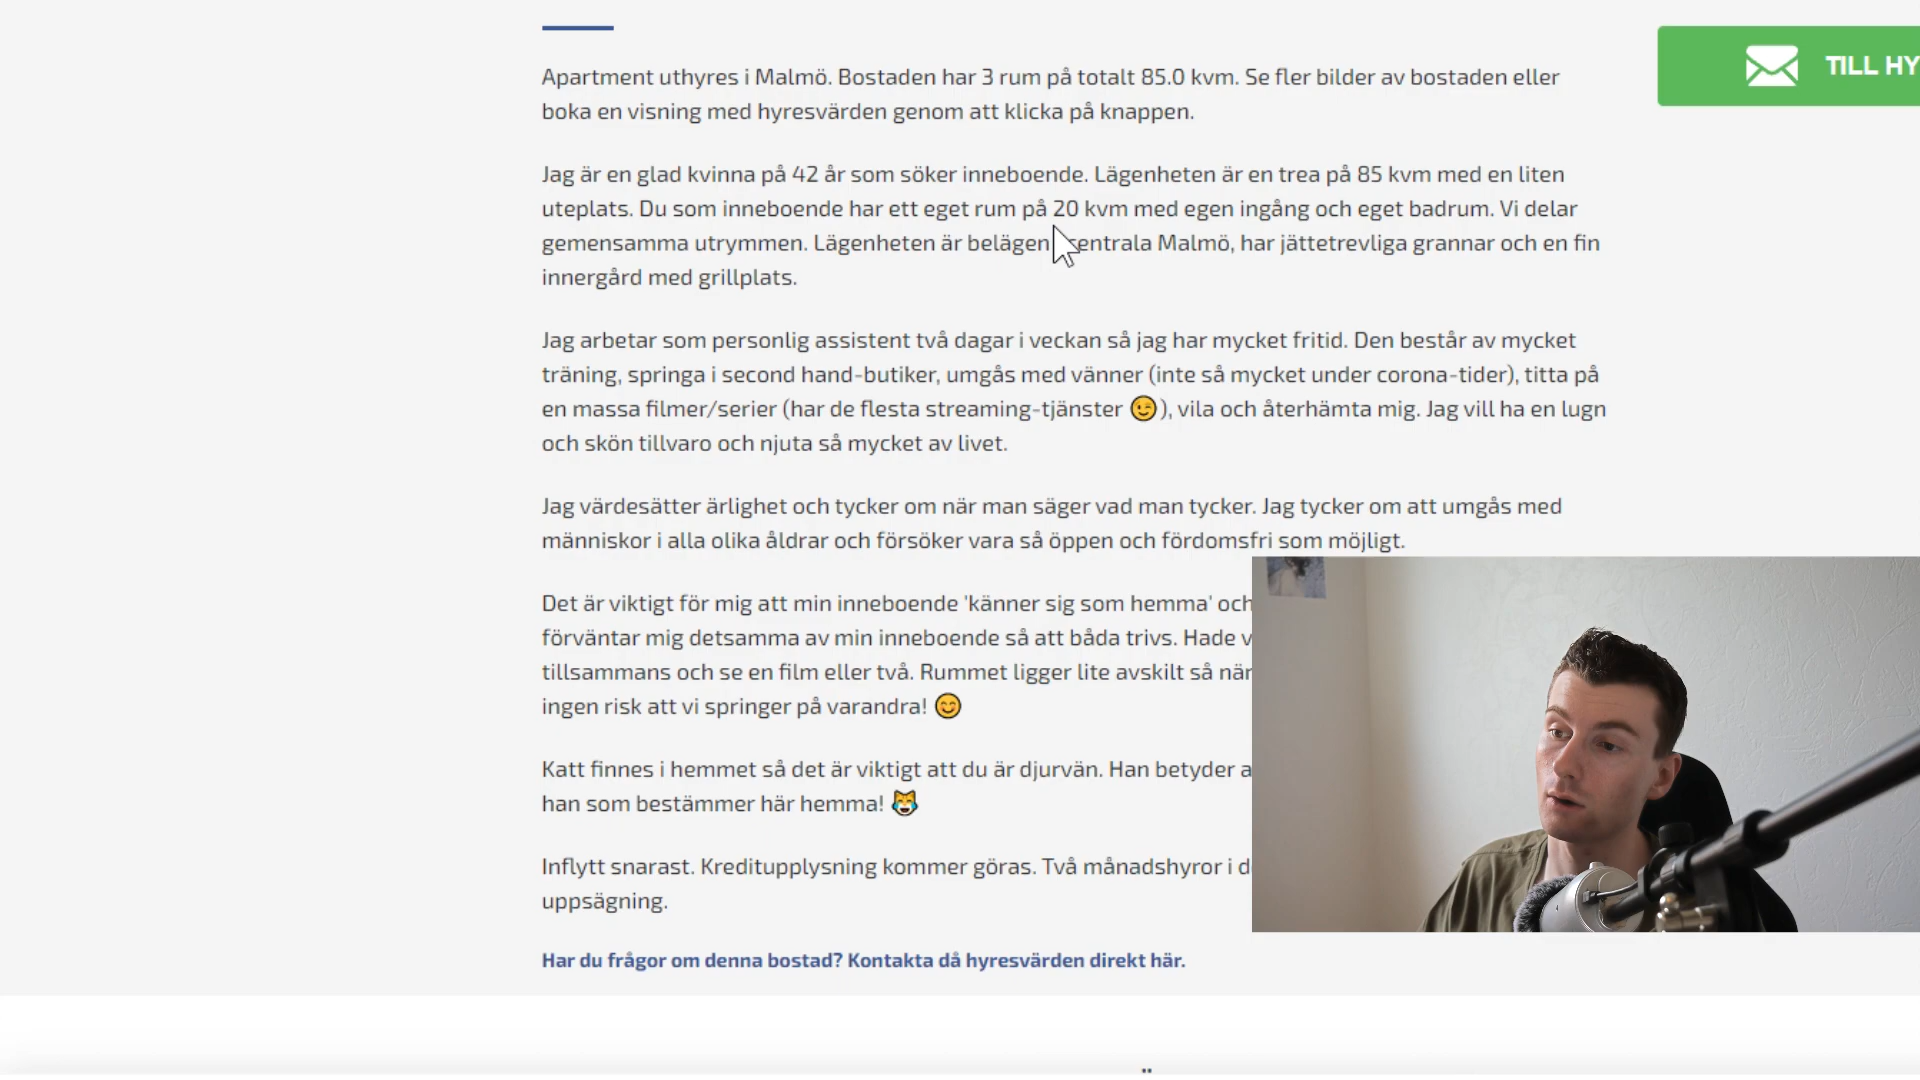 Apartment uthyres i Malmö. Bostaden har 3 rum på totalt 85.0 kvm. Se fler bilder av bostaden eller
boka en visning med hyresvärden genom att klicka på knappen.
TILL HY
Jag är en glad kvinna på 42 år som söker inneboende. Lägenheten är en trea på 85 kvm med en liten
uteplats. Du som inneboende har ett eget rum på 20 kvm med egen ingång och eget badrum. Vi delar
gemensamma utrymmen. Lägenheten är belägen entrala Malmö, har jättetrevliga grannar och en fin
innergård med grillplats.
Jag arbetar som personlig assistent två dagar i veckan så jag har mycket fritid. Den består av mycket
träning, springa i second hand-butiker, umgås med vänner (inte så mycket under corona-tider), titta på
en massa filmer/serier (har de flesta streaming-tjänster 😉), vila och återhämta mig. Jag vill ha en lugn
och skön tillvaro och njuta så mycket av livet.
Jag värdesätter ärlighet och tycker om när man säger vad man tycker. Jag tycker om att umgås med
människor i alla olika åldrar och försöker vara så öppen och fördomsfri som möjligt.
Det är viktigt för mig att min inneboende 'känner sig som hemma' och
förväntar mig detsamma av min inneboende så att båda trivs. Hade v
tillsammans och se en film eller två. Rummet ligger lite avskilt så när
ingen risk att vi springer på varandra! 😊
Katt finnes i hemmet så det är viktigt att du är djurvän. Han betyder a
han som bestämmer här hemma! 😹
Inflytt snarast. Kreditupplysning kommer göras. Två månadshyror i d
uppsägning.
Har du frågor om denna bostad? Kontakta då hyresvärden direkt här.